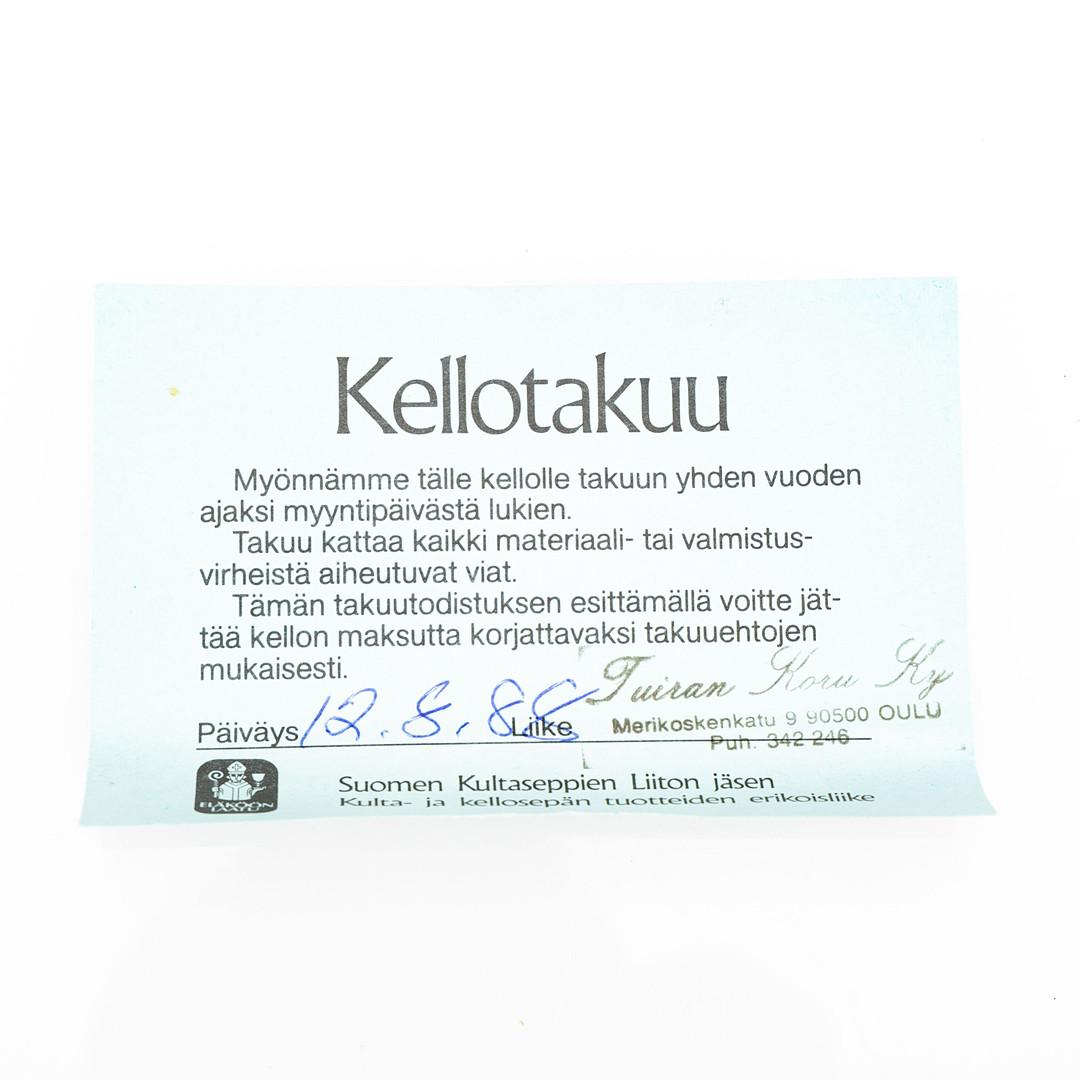 Kellotakuu
Myönnämme tälle kellolle takuun yhden vuoden
ajaksi myyntipäivästä lukien.
Takuu kattaa kaikki materiaali- tai valmistus-
virheistä aiheutuvat viat.
Tämän takuutodistuksen esittämällä voitte jät-
tää kellon maksutta korjattavaksi takuuehtojen
mukaisesti.
Tuiran Koru Ky
Päiväys 12.8.88 Liike Merikoskenkatu 9 90500 OULU
Puh. 342 246
Suomen Kultaseppien Liiton jäsen
Kulta- ja kellosepän tuotteiden erikoisliike
ELÄKÖÖN
LAATU